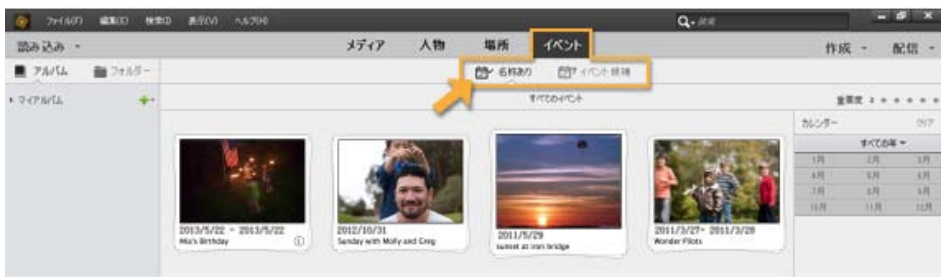 ファイル(F) 編集(E) 検索(I) 表示(V) ヘルプ(H)
検索
読み込み
メディア 人物 場所 イベント
作成 配信
アルバム フォルダー
名称あり イベント候補
マイアルバム
すべてのイベント
重要度
カレンダー クリア
すべての年
1月 2月 3月
4月 5月 6月
7月 8月 9月
10月 11月 12月
2013/5/22 - 2013/5/22
Mia's Birthday
2012/10/31
Sunday with Molly and Greg
2011/5/29
sunset at iron bridge
2011/3/27- 2011/3/28
Wonder Pilots